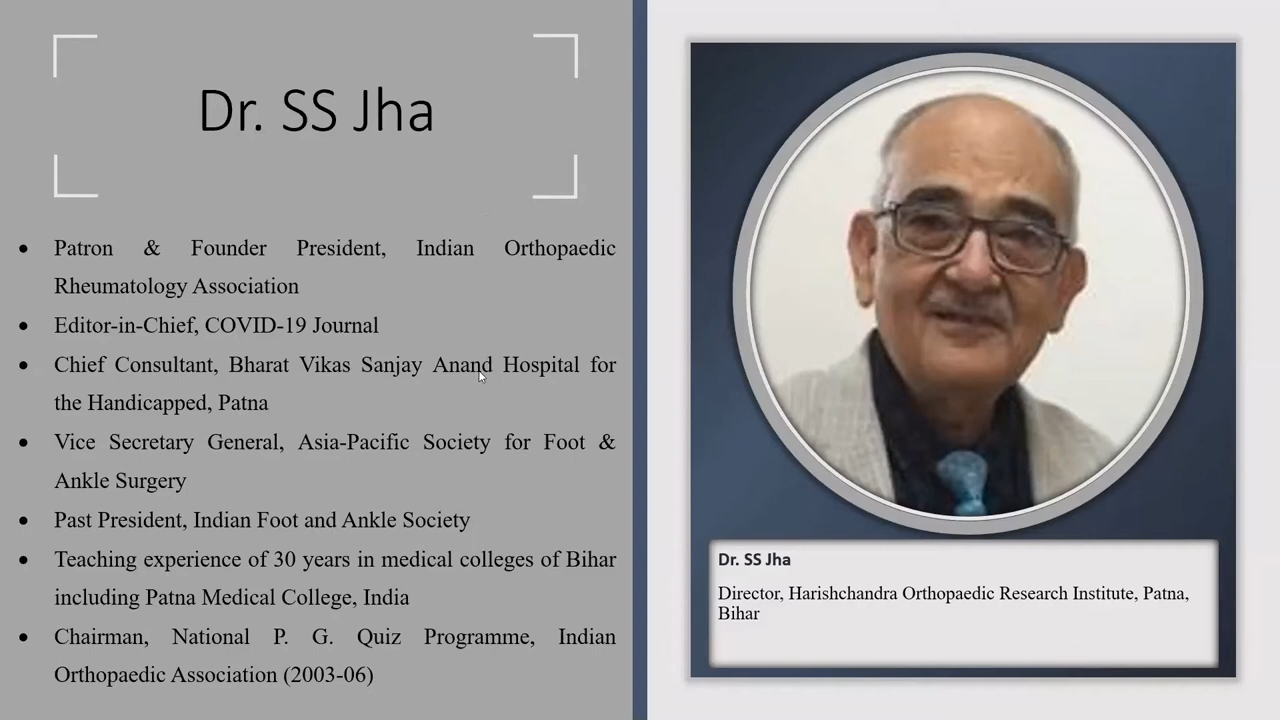 Dr. SS Jha
• Patron & Founder President, Indian Orthopaedic
Rheumatology Association
• Editor-in-Chief, COVID-19 Journal
• Chief Consultant, Bharat Vikas Sanjay Anand Hospital for
the Handicapped, Patna
• Vice Secretary General, Asia-Pacific Society for Foot &
Ankle Surgery
• Past President, Indian Foot and Ankle Society
• Teaching experience of 30 years in medical colleges of Bihar
including Patna Medical College, India
• Chairman, National P. G. Quiz Programme, Indian
Orthopaedic Association (2003-06)
Dr. SS Jha
Director, Harishchandra Orthopaedic Research Institute, Patna,
Bihar